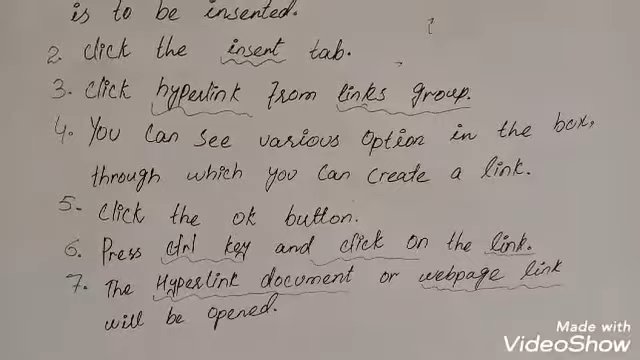 is to be inserted.
2. Click the insert tab.
3. Click hyperlink from links group.
4. You can see various option in the box,
through which you can create a link.
5. Click the ok button.
6. Press ctrl key and click on the link.
7. The Hyperlink document or webpage link
will be opened.
Made with
VideoShow